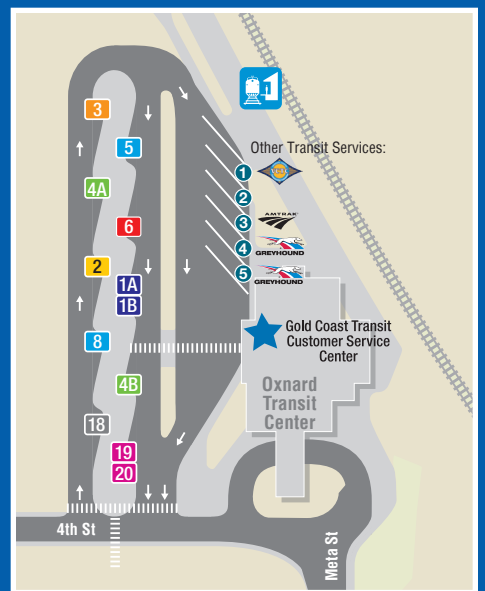 3
5
4A
6
2
1A
1B
8
4B
18
19
20
Other Transit Services:
1
2
3
AMTRAK
4
GREYHOUND
5
GREYHOUND
Gold Coast Transit
Customer Service
Center
Oxnard
Transit
Center
4th St
Meta St